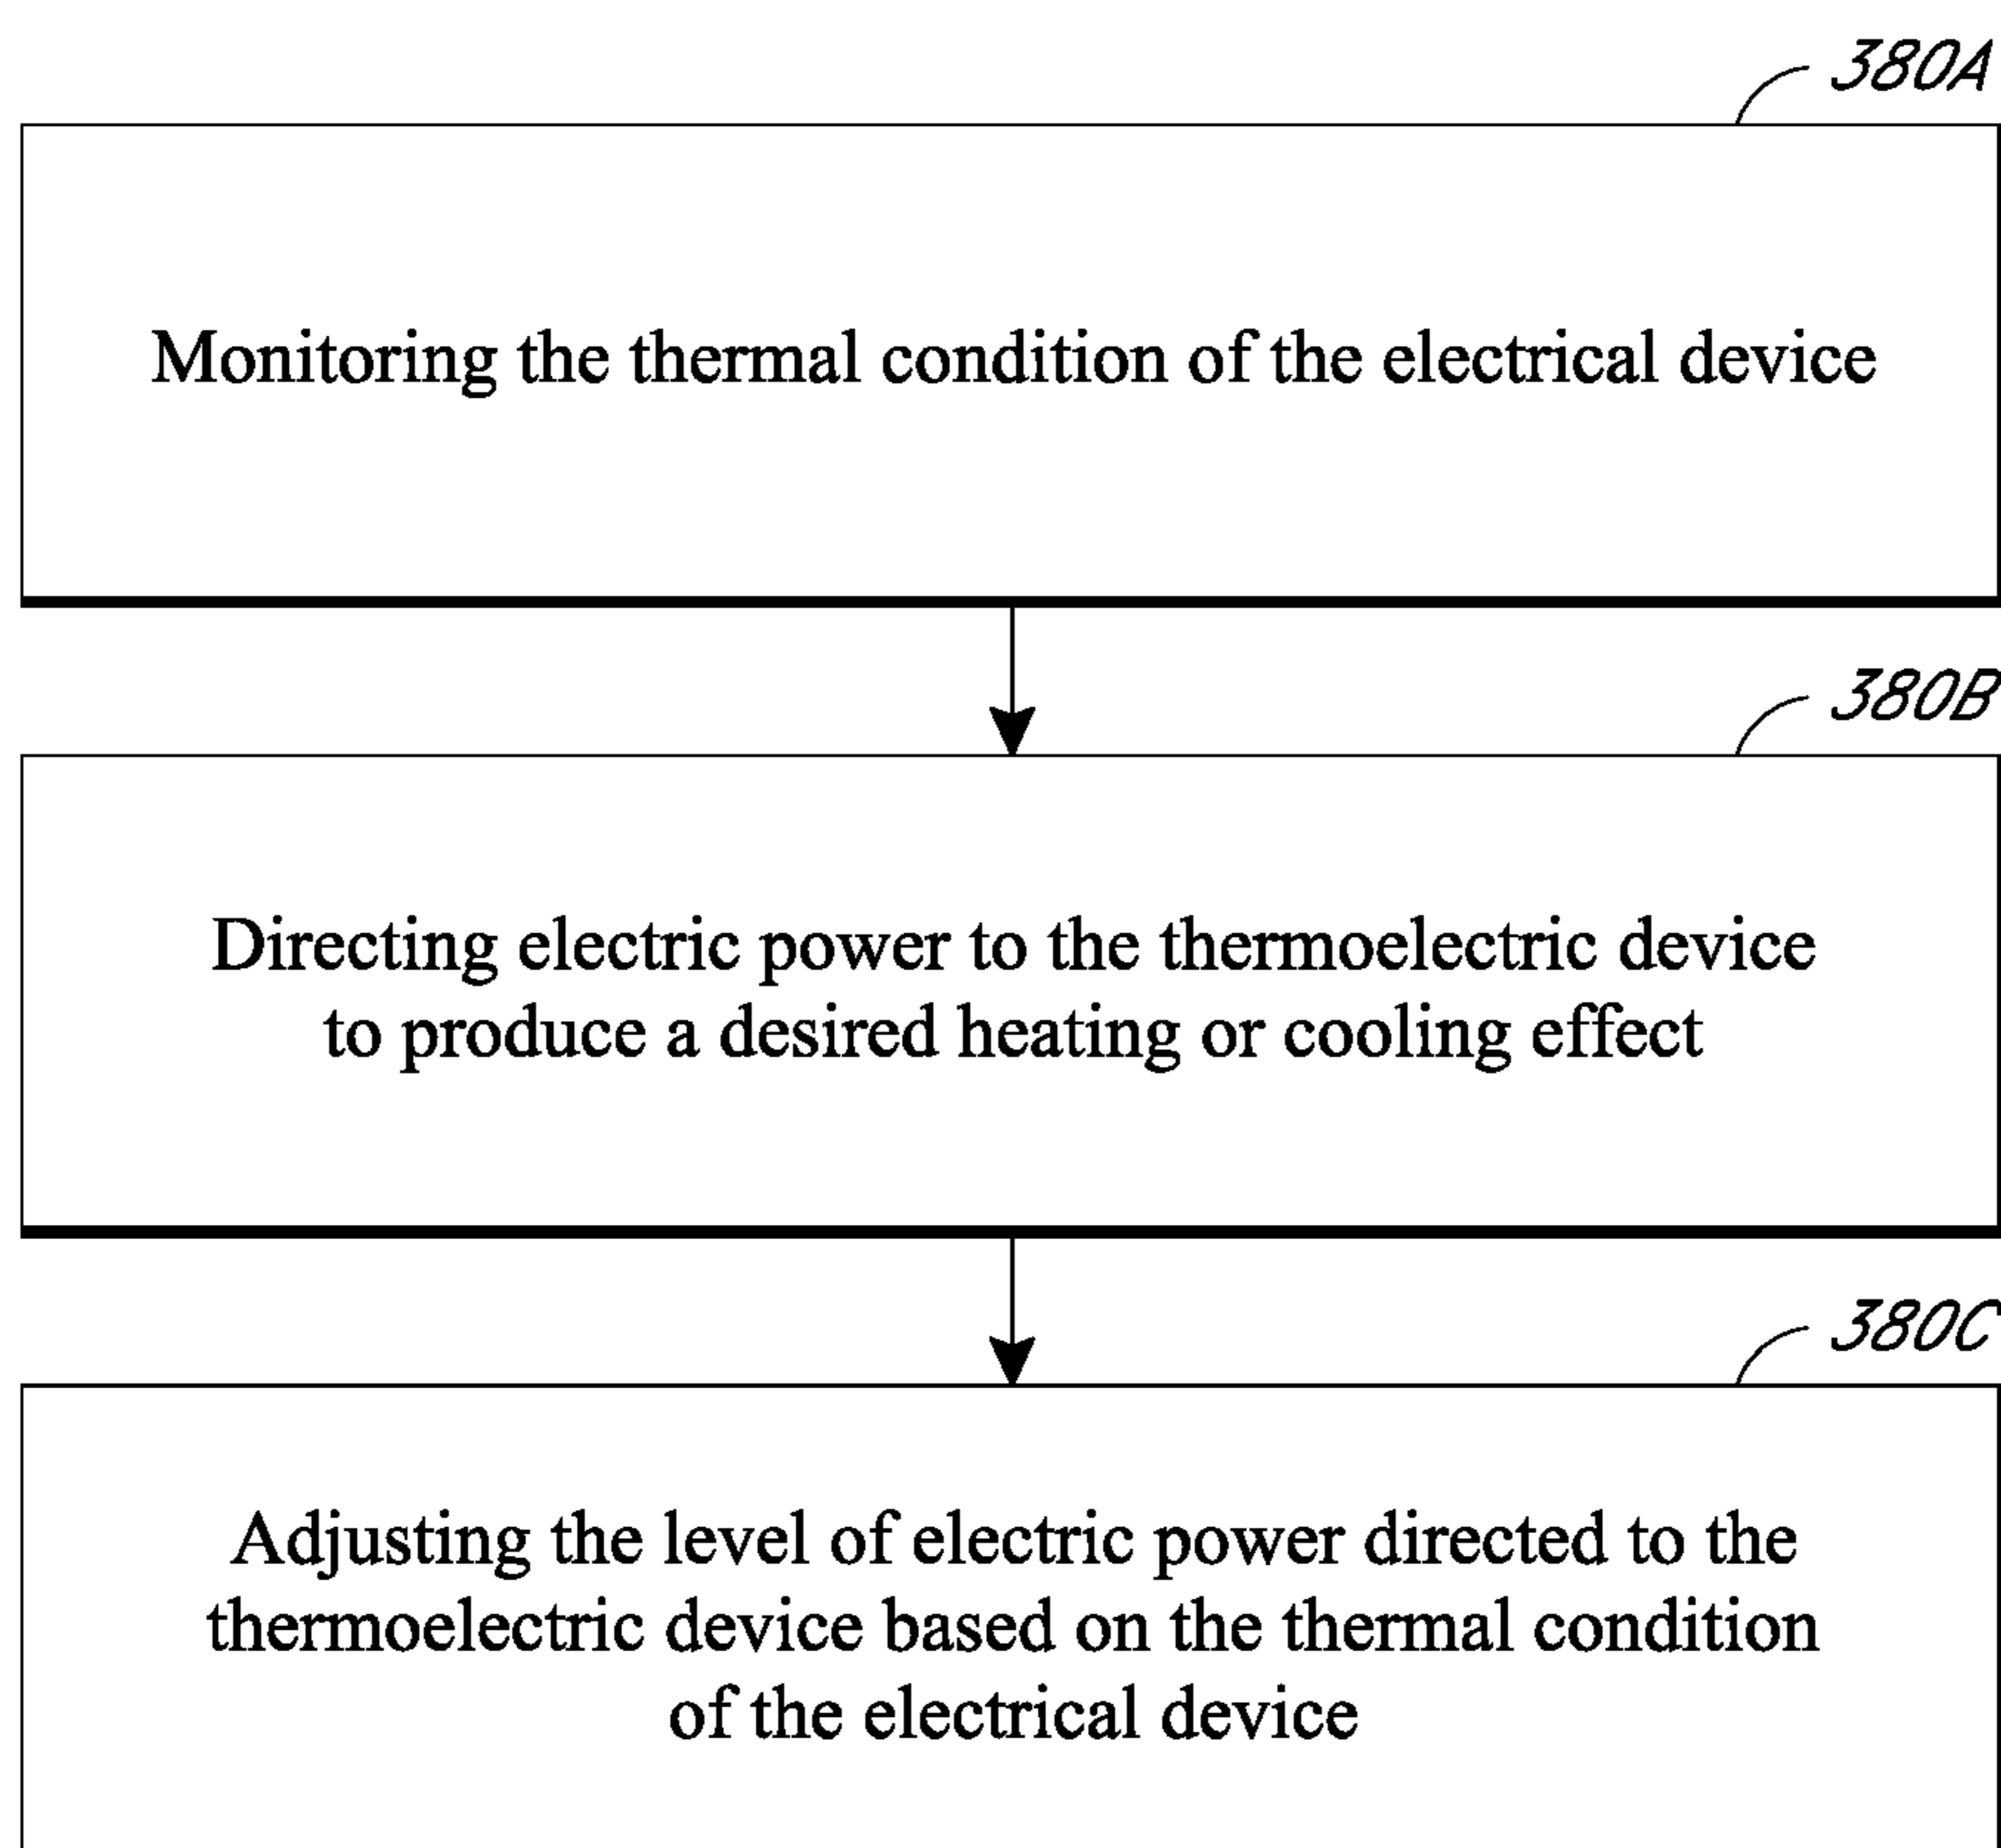 380A
Monitoring the thermal condition of the electrical device
380B
Directing electric power to the thermoelectric device
to produce a desired heating or cooling effect
380C
Adjusting the level of electric power directed to the
thermoelectric device based on the thermal condition
of the electrical device